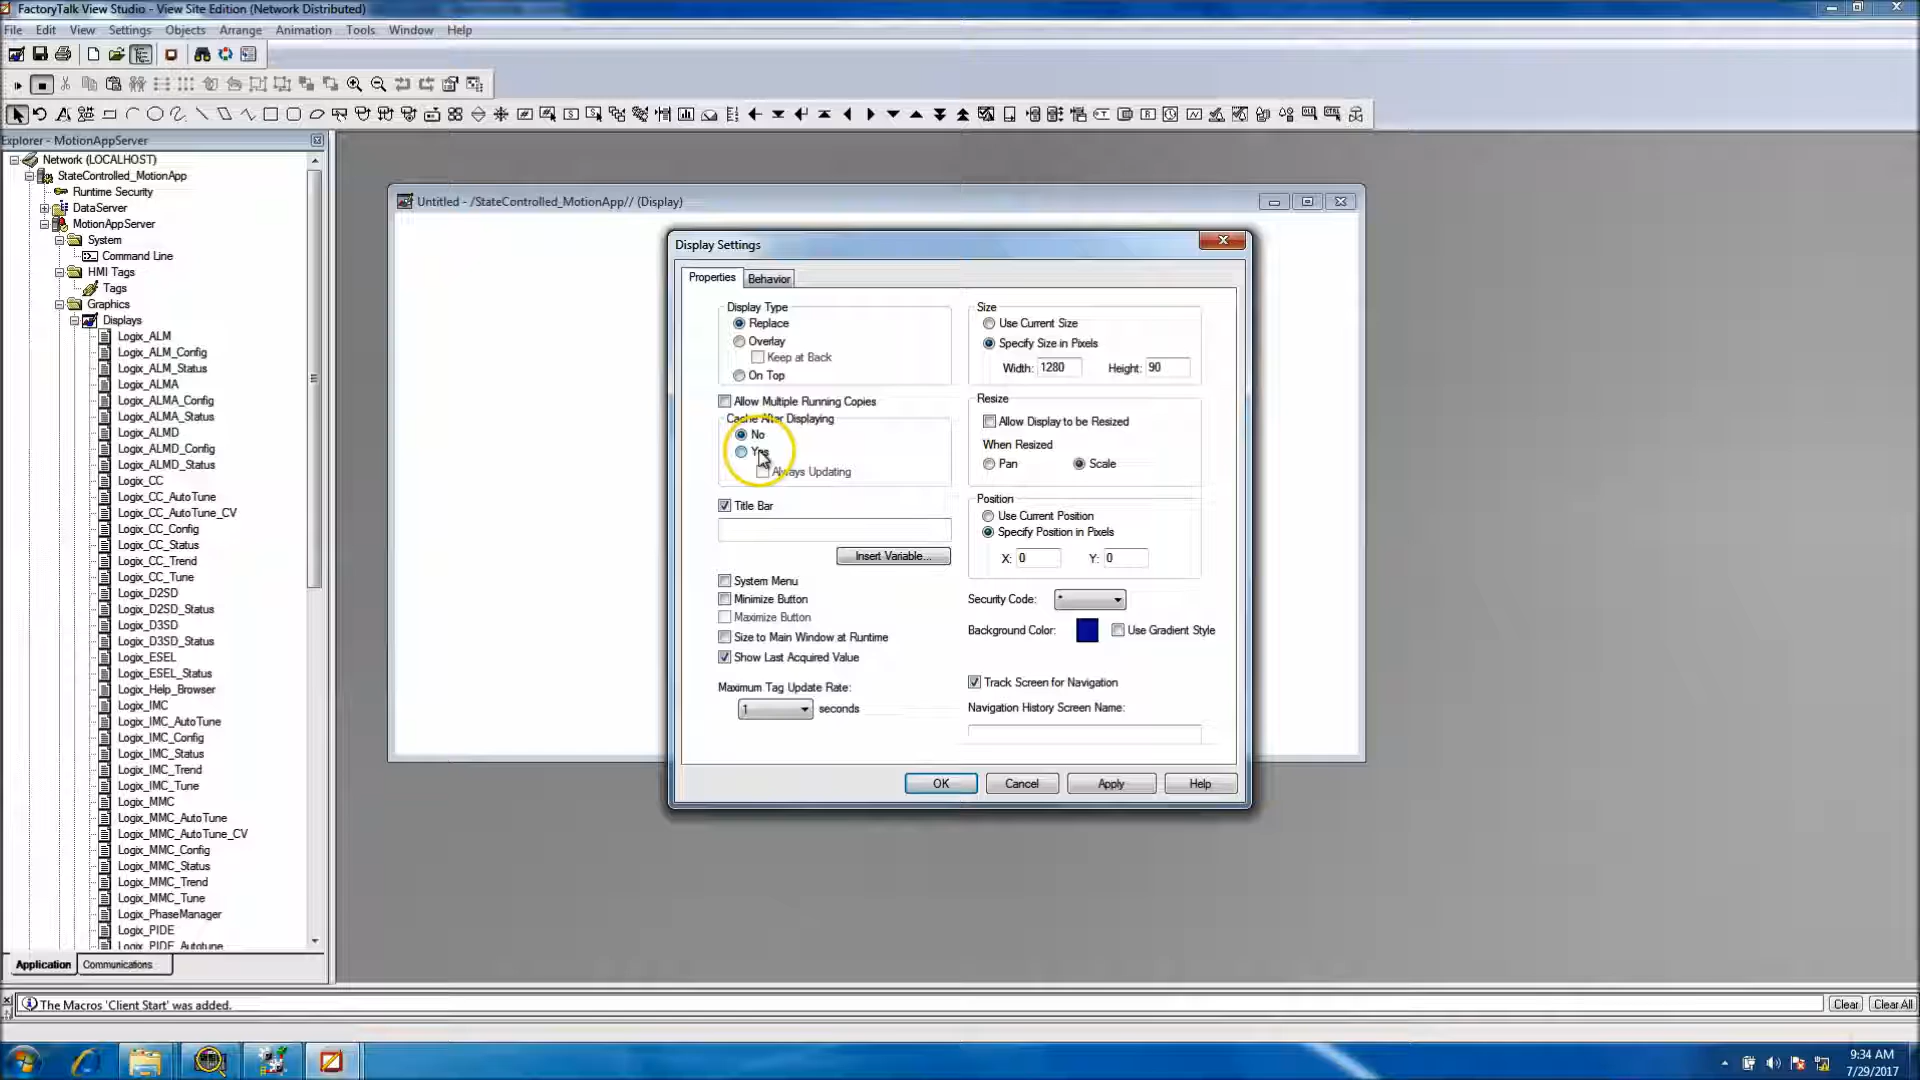 FactoryTalk View Studio - View Site Edition (Network Distributed)
File Edit View Settings Objects Arrange Animation Tools Window Help
Explorer - MotionAppServer
Network (LOCALHOST)
StateControlled_MotionApp
Runtime Security
DataServer
MotionAppServer
System
Command Line
HMI Tags
Tags
Graphics
Displays
Logix_ALM
Logix_ALM_Config
Logix_ALM_Status
Logix_ALMA
Logix_ALMA_Config
Logix_ALMA_Status
Logix_ALMD
Logix_ALMD_Config
Logix_ALMD_Status
Logix_CC
Logix_CC_AutoTune
Logix_CC_AutoTune_CV
Logix_CC_Config
Logix_CC_Status
Logix_CC_Trend
Logix_CC_Tune
Logix_D2SD
Logix_D2SD_Status
Logix_D3SD
Logix_D3SD_Status
Logix_ESEL
Logix_ESEL_Status
Logix_Help_Browser
Logix_IMC
Logix_IMC_AutoTune
Logix_IMC_Config
Logix_IMC_Status
Logix_IMC_Trend
Logix_IMC_Tune
Logix_MMC
Logix_MMC_AutoTune
Logix_MMC_AutoTune_CV
Logix_MMC_Config
Logix_MMC_Status
Logix_MMC_Trend
Logix_MMC_Tune
Logix_PhaseManager
Logix_PIDE
Logix_PIDE_Autotune
Application Communications
Untitled - /StateControlled_MotionApp// (Display)
Display Settings
Properties Behavior
Display Type
Replace
Overlay
Keep at Back
On Top
Allow Multiple Running Copies
Cache After Displaying
No
Yes
Always Updating
Title Bar
Insert Variable...
System Menu
Minimize Button
Maximize Button
Size to Main Window at Runtime
Show Last Acquired Value
Maximum Tag Update Rate:
1 seconds
Size
Use Current Size
Specify Size in Pixels
Width: 1280 Height: 90
Resize
Allow Display to be Resized
When Resized
Pan Scale
Position
Use Current Position
Specify Position in Pixels
X: 0 Y: 0
Security Code: *
Background Color: Use Gradient Style
Track Screen for Navigation
Navigation History Screen Name:
OK Cancel Apply Help
The Macros 'Client Start' was added.
Clear Clear All
9:34 AM
7/29/2017